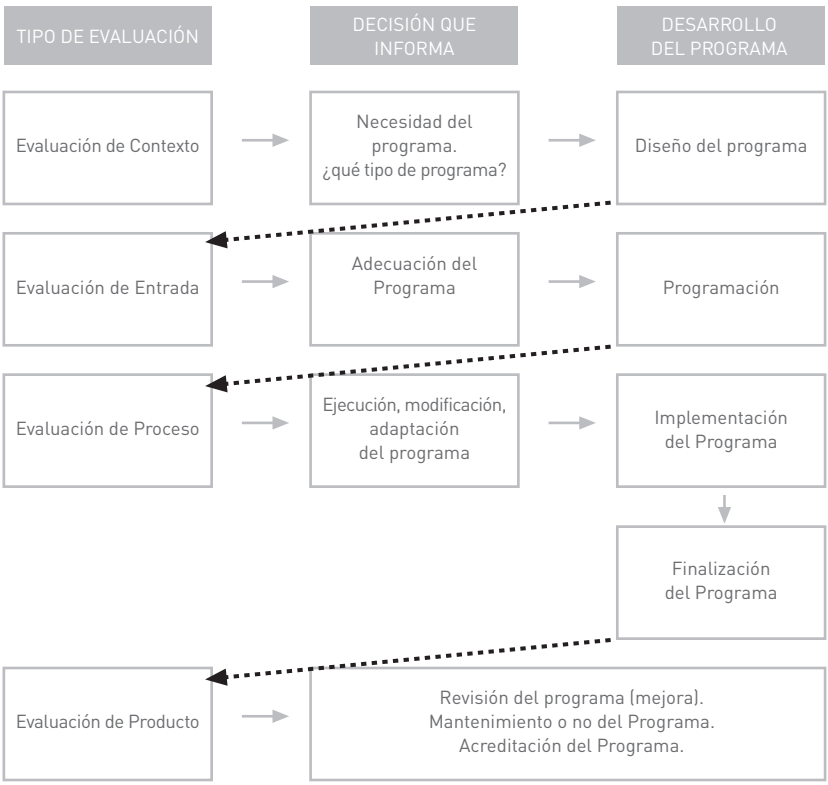 TIPO DE EVALUACIÓN
DECISIÓN QUE
INFORMA
DESARROLLO
DEL PROGRAMA
Evaluación de Contexto
Necesidad del
programa.
¿qué tipo de programa?
Diseño del programa
Evaluación de Entrada
Adecuación del
Programa
Programación
Evaluación de Proceso
Ejecución, modificación,
adaptación
del programa
Implementación
del Programa
Finalización
del Programa
Evaluación de Producto
Revisión del programa (mejora).
Mantenimiento o no del Programa.
Acreditación del Programa.